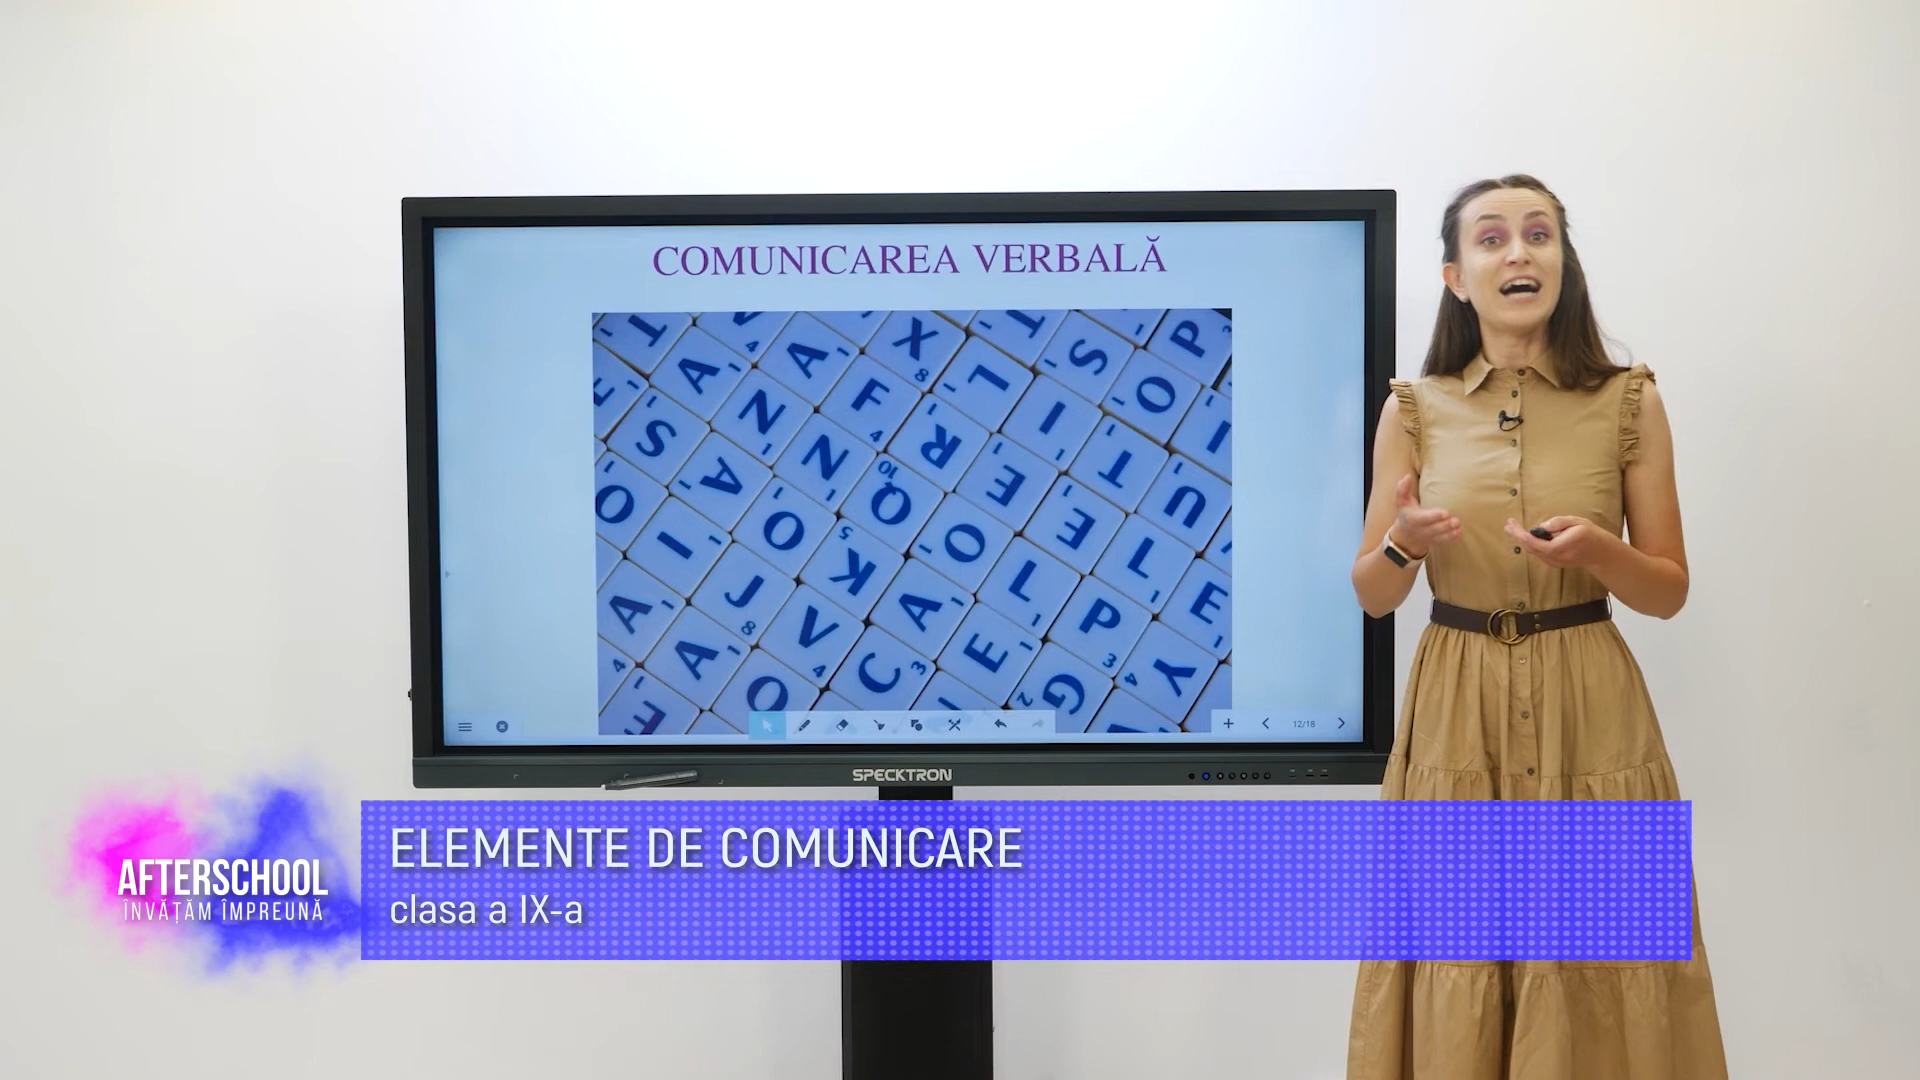 COMUNICAREA VERBALĂ
12/18
SPECKTRON
ELEMENTE DE COMUNICARE
clasa a IX-a
AFTERSCHOOL
ÎNVĂȚĂM ÎMPREUNĂ